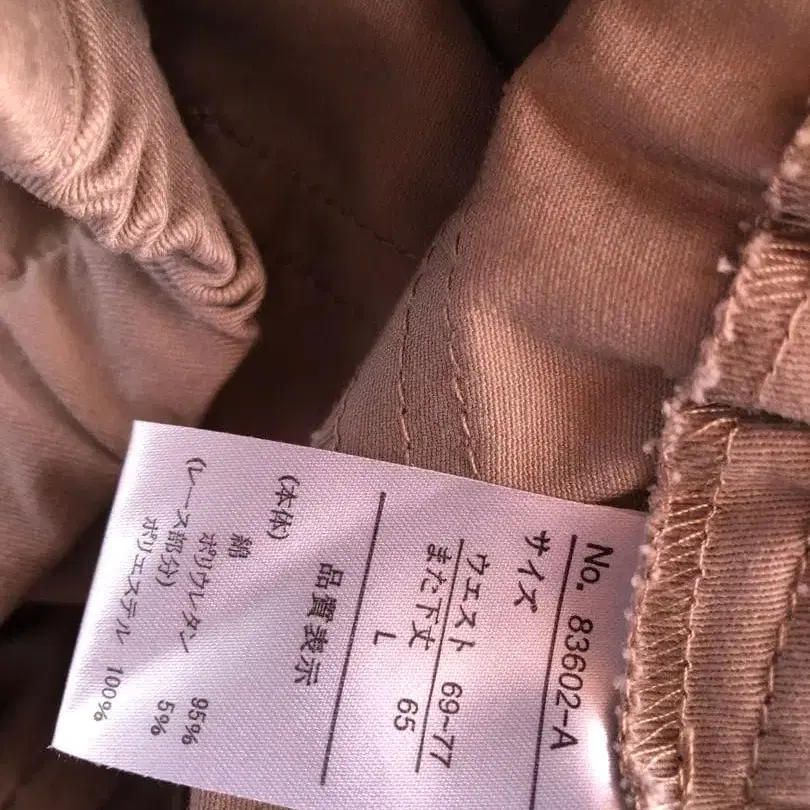 No. 83602-A
サイズ
ウエスト 69~77
また下丈 65
L
品質表示
(本体)
綿 95%
ポリウレタン 5%
(レース部分)
ポリエステル 100%